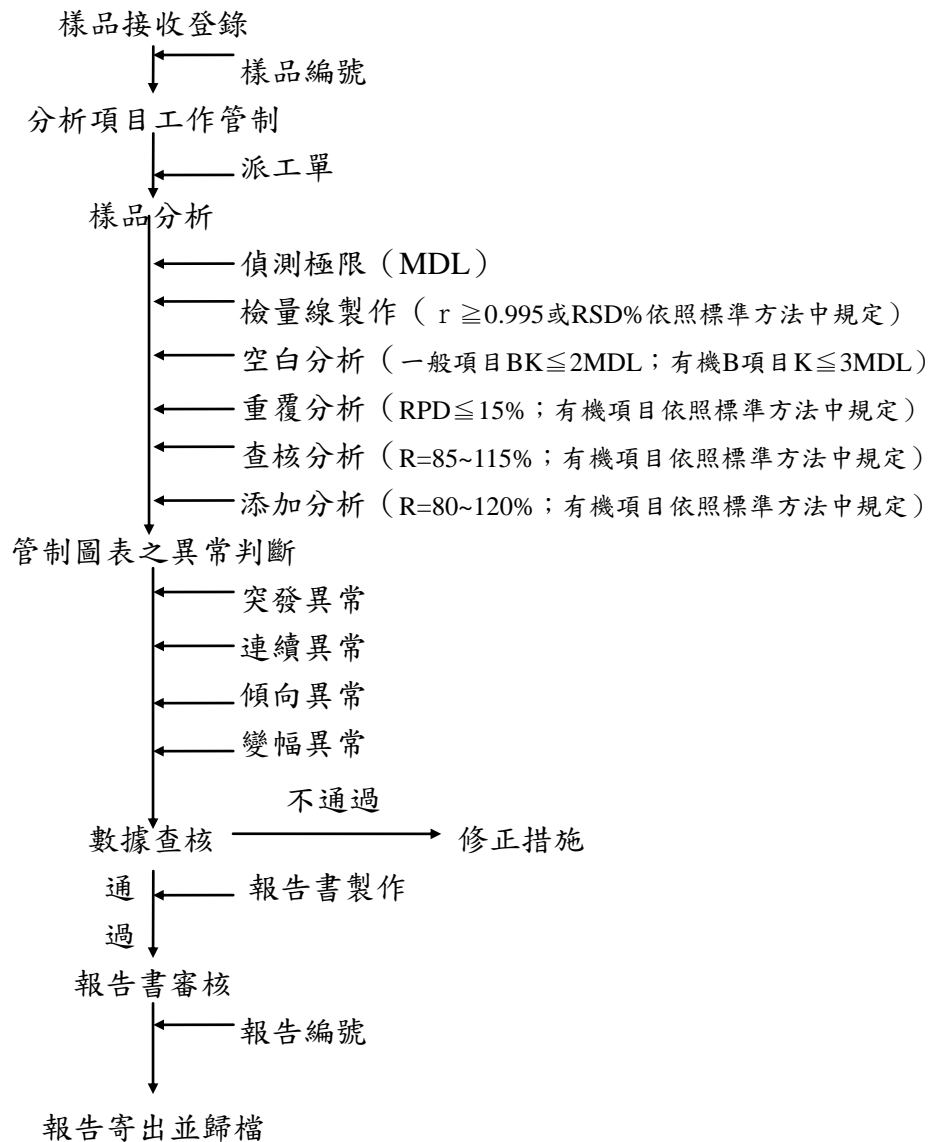 樣品接收登錄
樣品編號
分析項目工作管制
派工單
樣品分析
偵測極限（MDL）
檢量線製作（ｒ≧0.995或RSD%依照標準方法中規定）
空白分析（一般項目BK≦2MDL；有機B項目K≦3MDL）
重覆分析（RPD≦15%；有機項目依照標準方法中規定）
查核分析（R=85~115%；有機項目依照標準方法中規定）
添加分析（R=80~120%；有機項目依照標準方法中規定）
管制圖表之異常判斷
突發異常
連續異常
傾向異常
變幅異常
不通過
數據查核
修正措施
通
報告書製作
過
報告書審核
報告編號
報告寄出並歸檔